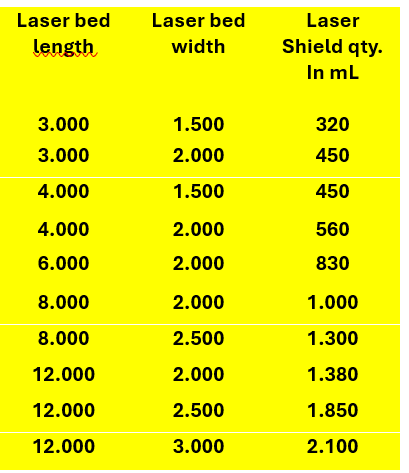 Laser bed length Laser bed width Laser Shield qty. In mL
3.000 1.500 320
3.000 2.000 450
4.000 1.500 450
4.000 2.000 560
6.000 2.000 830
8.000 2.000 1.000
8.000 2.500 1.300
12.000 2.000 1.380
12.000 2.500 1.850
12.000 3.000 2.100